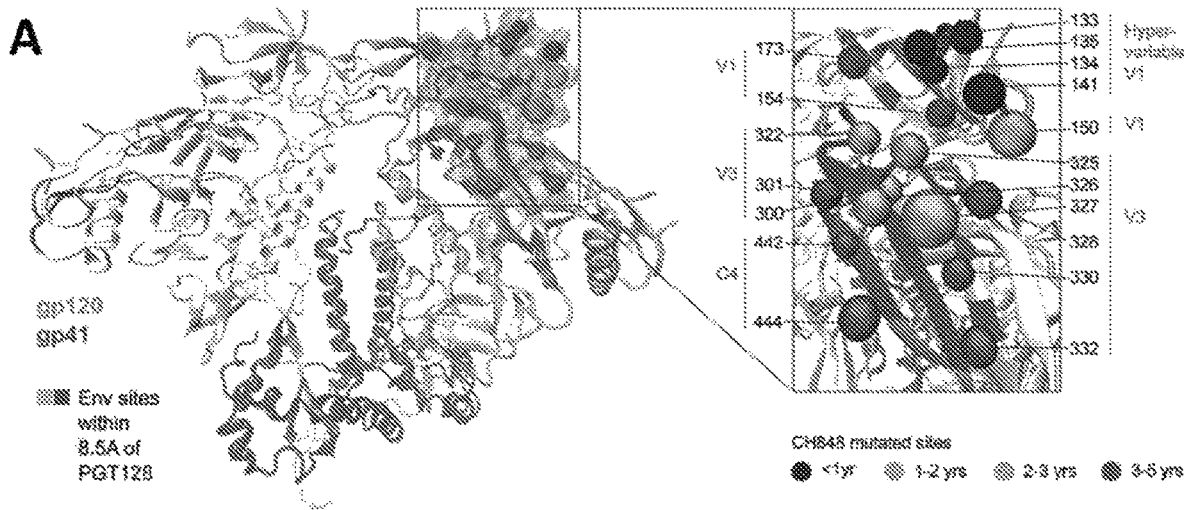 A
173
V1
154
322
V3
301
300
442
C4
444
133
135
134
141
Hyper-
variable
V1
150
V1
325
326
327
328
330
332
V3
gp120
gp41
Env sites
within
8.5A of
PGT128
CH848 mutated sites
<1yr
1-2 yrs
2-3 yrs
3-5 yrs